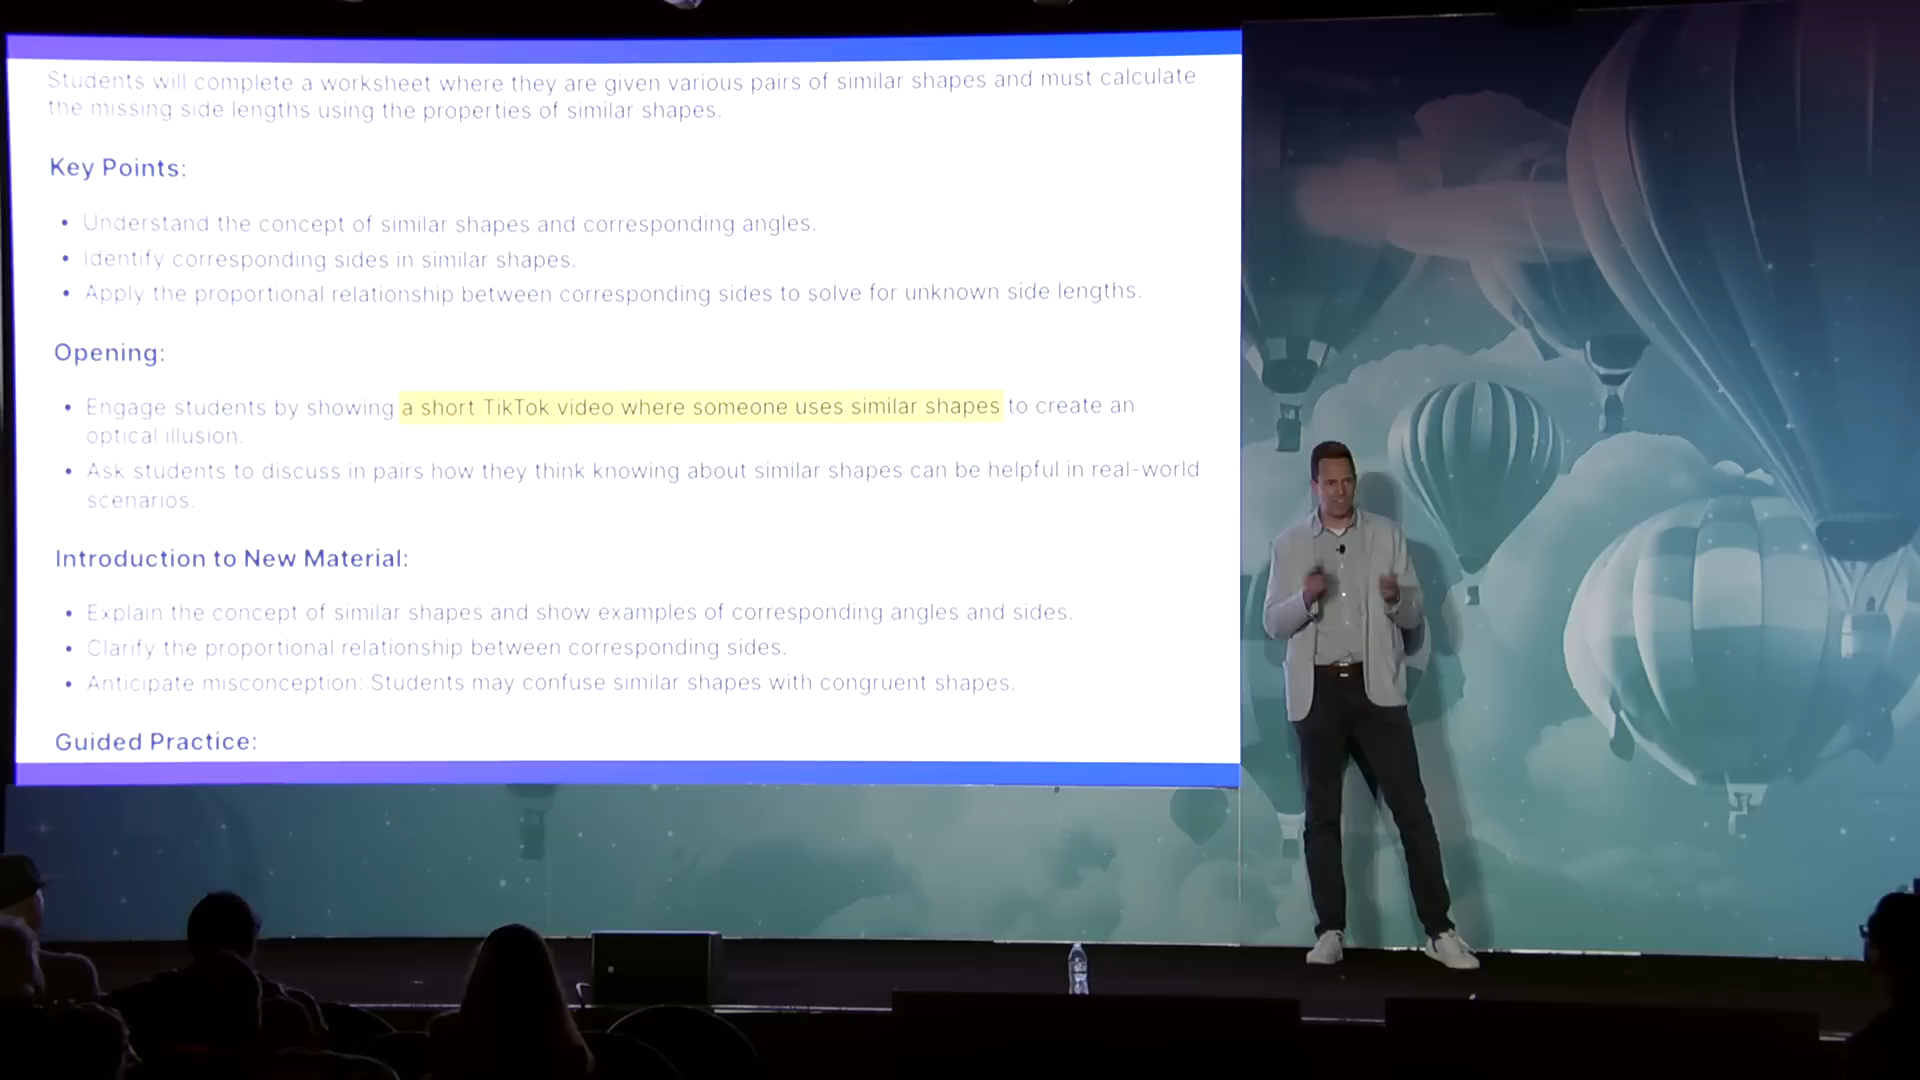 Students will complete a worksheet where they are given various pairs of similar shapes and must calculate
the missing side lengths using the properties of similar shapes.
Key Points:
• Understand the concept of similar shapes and corresponding angles.
• Identify corresponding sides in similar shapes.
• Apply the proportional relationship between corresponding sides to solve for unknown side lengths.
Opening:
• Engage students by showing a short TikTok video where someone uses similar shapes to create an
optical illusion.
• Ask students to discuss in pairs how they think knowing about similar shapes can be helpful in real-world
scenarios.
Introduction to New Material:
• Explain the concept of similar shapes and show examples of corresponding angles and sides.
• Clarify the proportional relationship between corresponding sides.
• Anticipate misconception: Students may confuse similar shapes with congruent shapes.
Guided Practice: